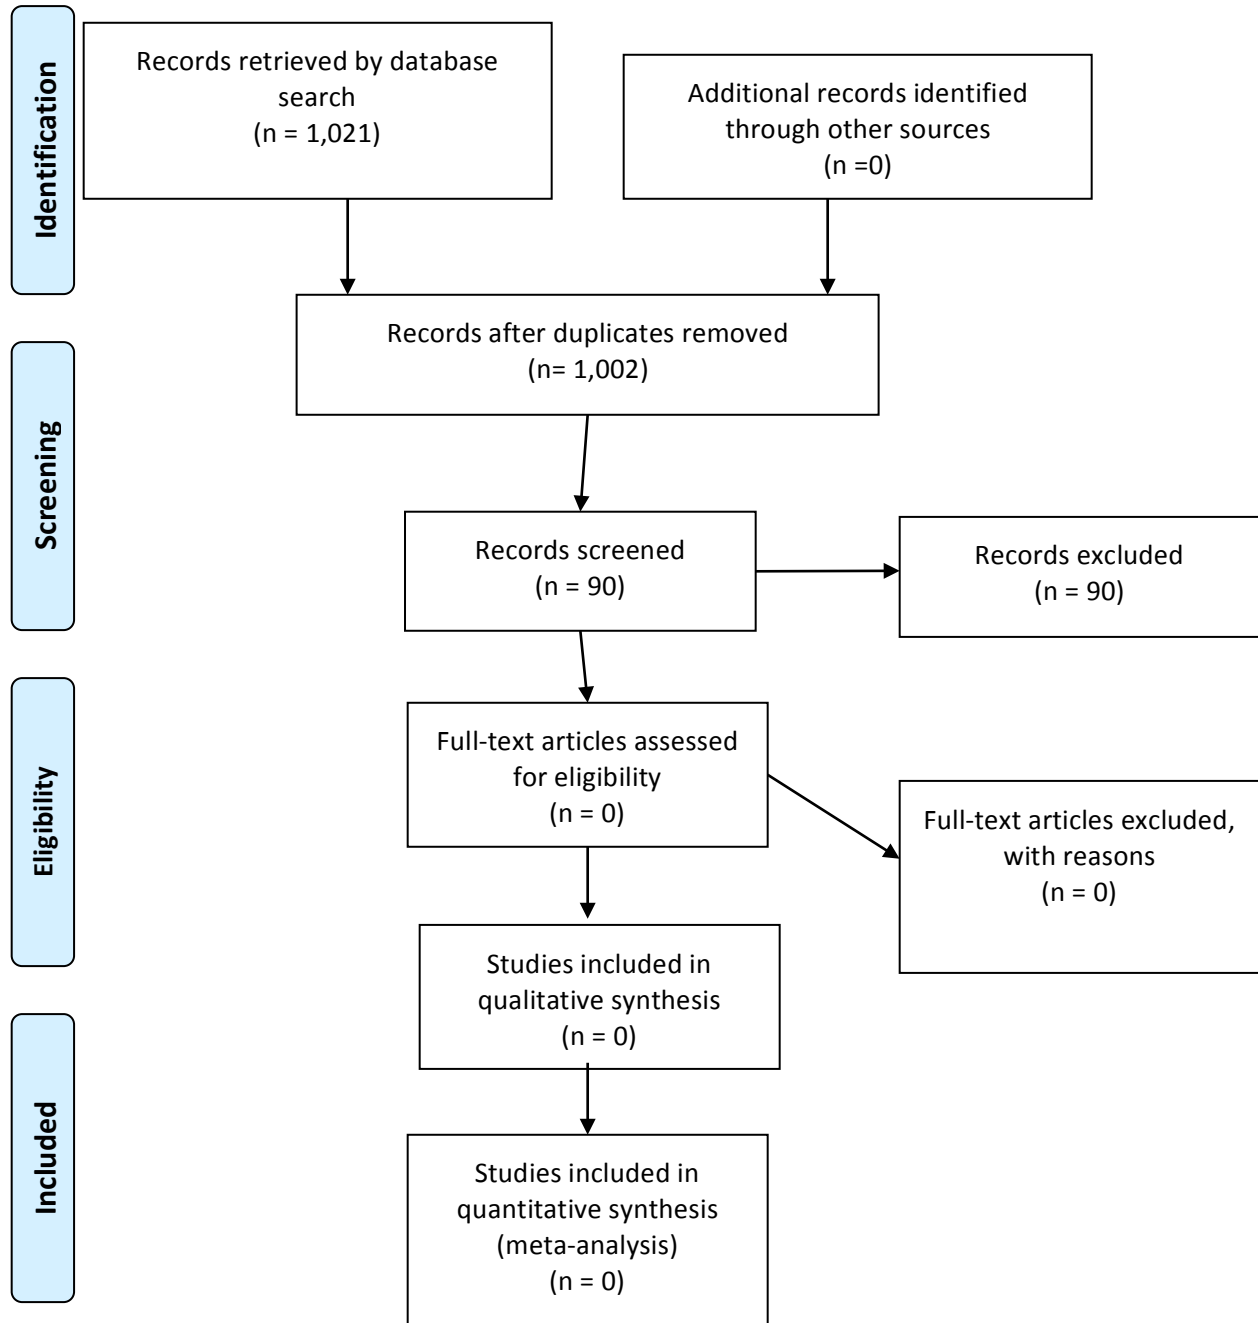 Identification
Records retrieved by database
search
(n = 1,021)
Additional records identified
through other sources
(n =0)
Records after duplicates removed
(n= 1,002)
Screening
Records screened
(n = 90)
Records excluded
(n = 90)
Eligibility
Full-text articles assessed
for eligibility
(n = 0)
Full-text articles excluded,
with reasons
(n = 0)
Studies included in
qualitative synthesis
(n = 0)
Included
Studies included in
quantitative synthesis
(meta-analysis)
(n = 0)